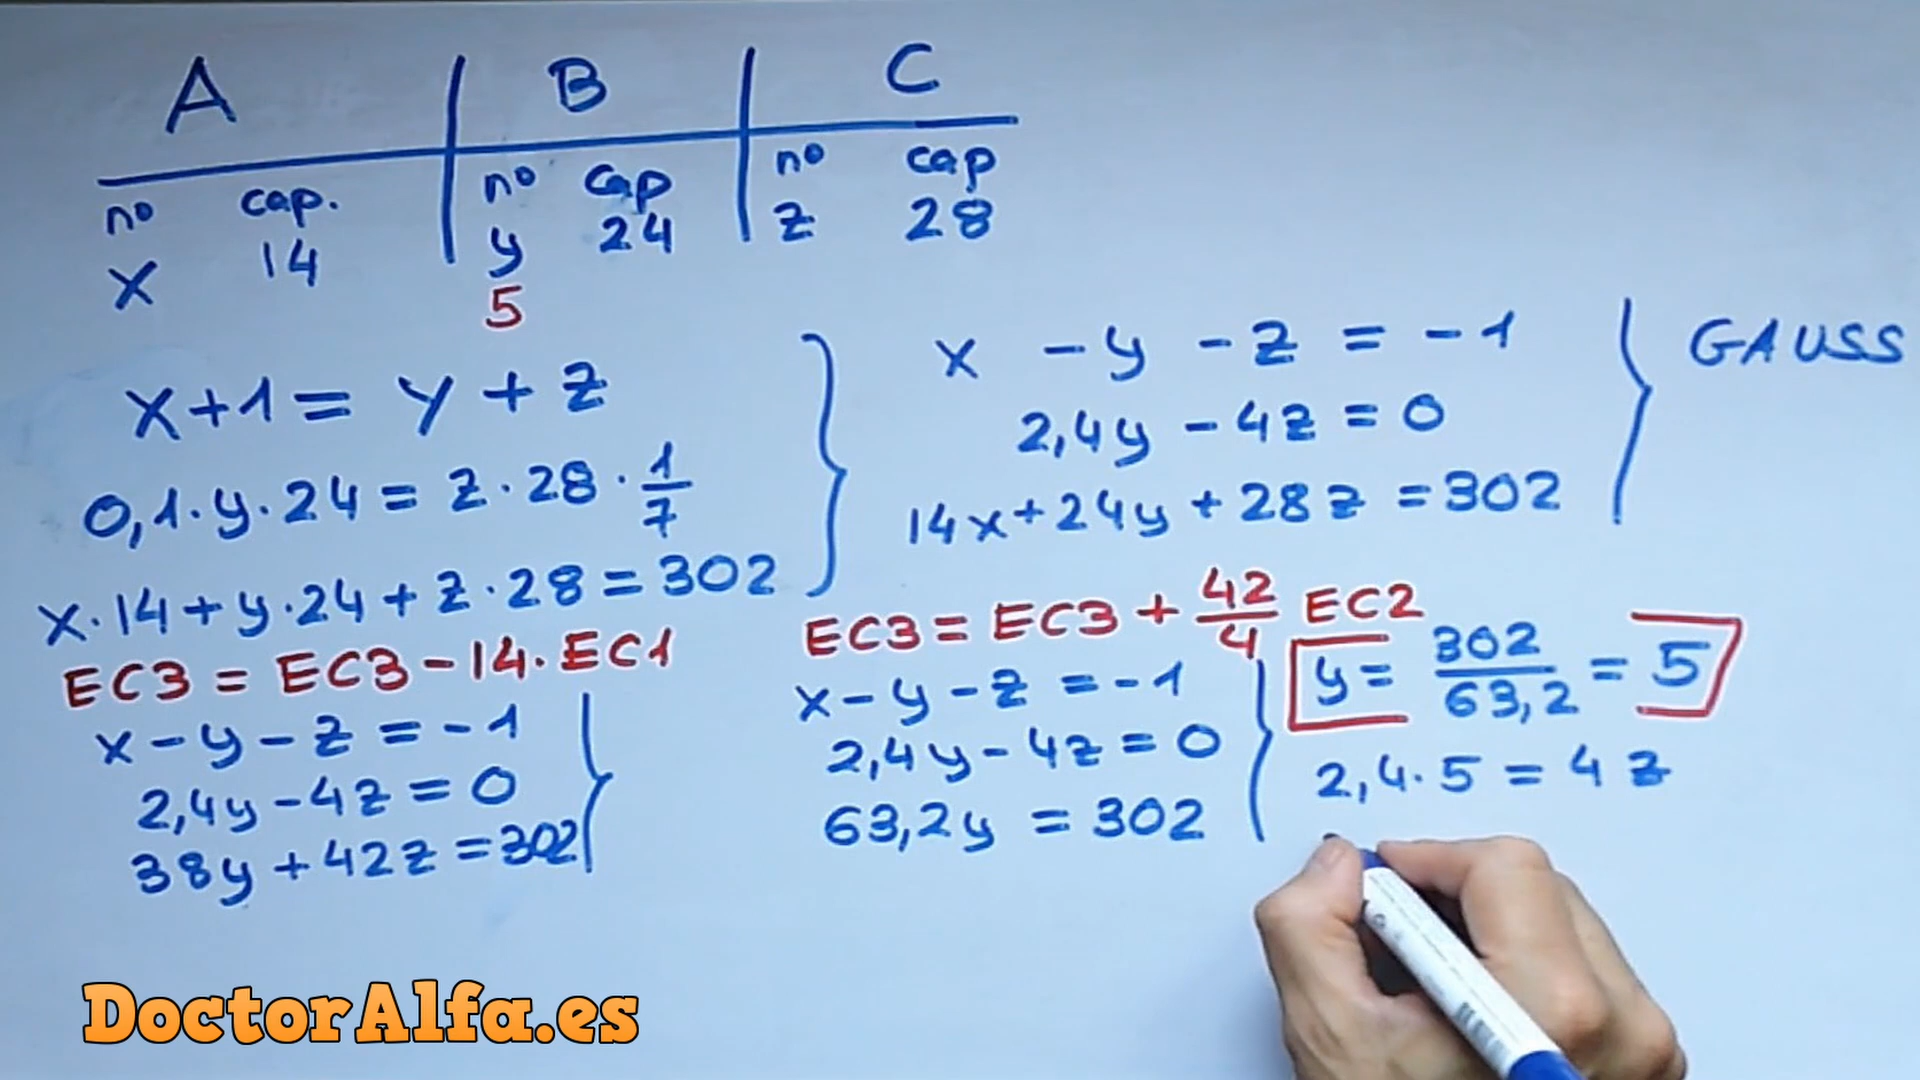 A B C
nº cap. nº cap nº cap
x 14 y 24 z 28
5
x+1 = y + z
0,1·y·24 = z·28·1/7
x·14+y·24+z·28=302
x - y - z = -1
2,4y - 4z = 0
14x+24y+28z = 302
GAUSS
EC3 = EC3 - 14·EC1
x - y - z = -1
2,4y - 4z = 0
38y + 42z = 302
EC3 = EC3 + 42/4 EC2
x - y - z = -1
2,4y - 4z = 0
63,2y = 302
y = 302/63,2 = 5
2,4·5 = 4z
DoctorAlfa.es